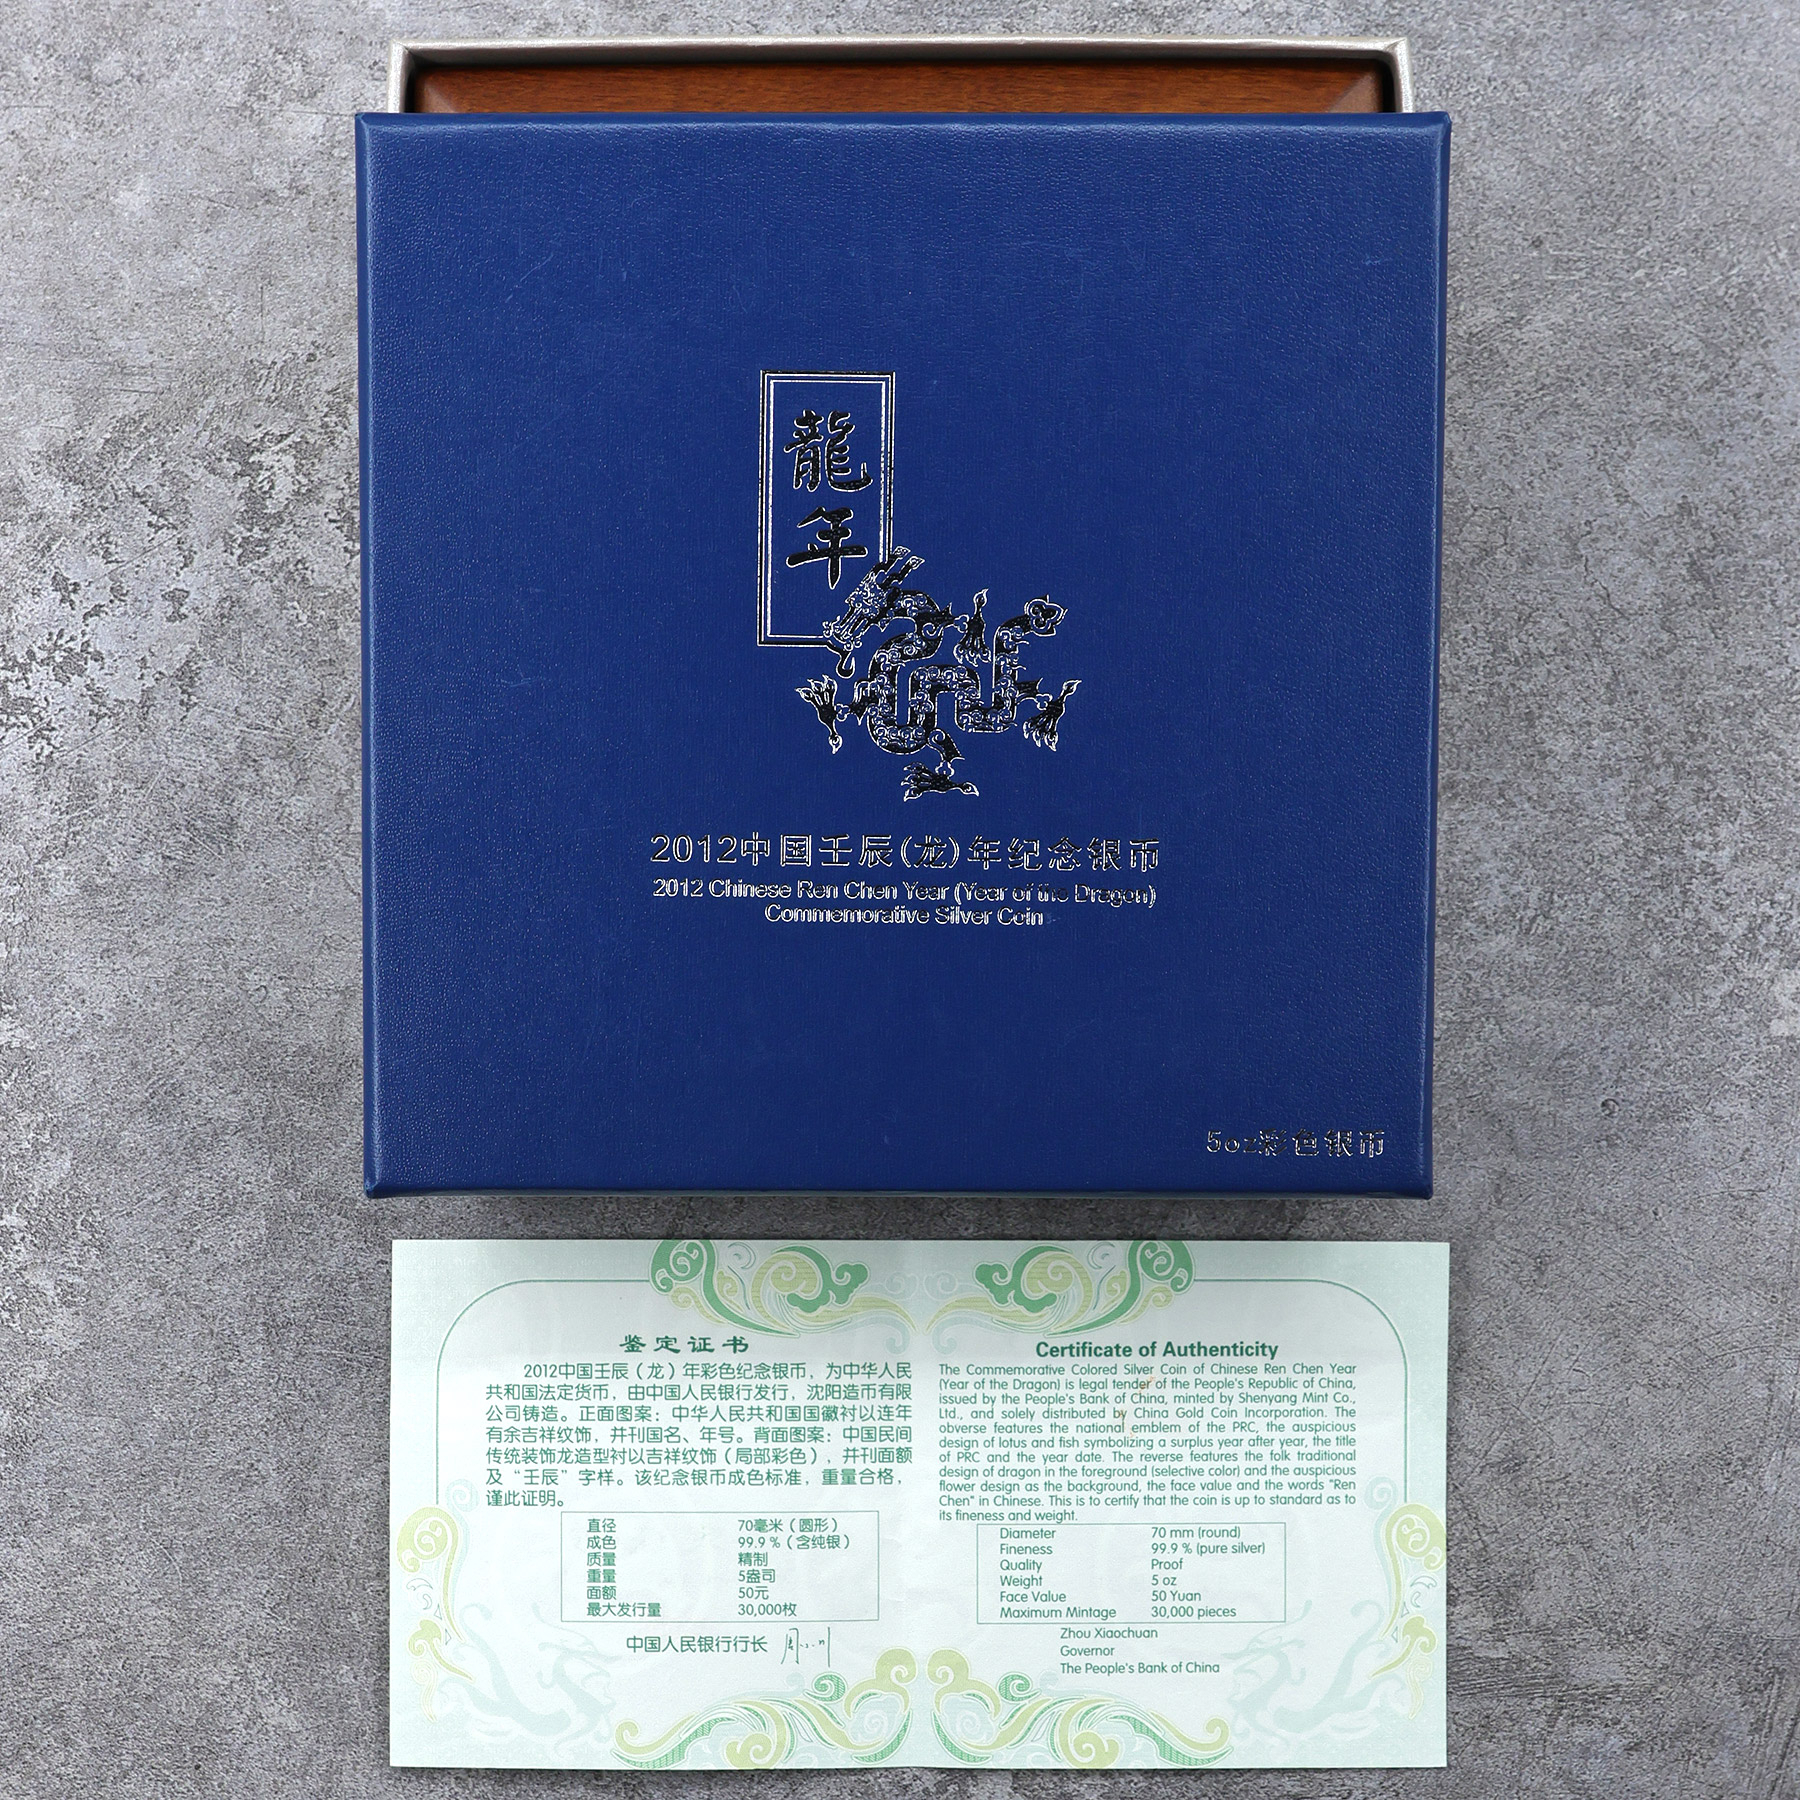 龍
年
2012中国壬辰(龙)年纪念银币
2012 Chinese Ren Chen Year (Year of the Dragon)
Commemorative Silver Coin
5oz彩色银币
鉴定证书
2012中国壬辰（龙）年彩色纪念银币，为中华人民
共和国法定货币，由中国人民银行发行，沈阳造币有限
公司铸造。正面图案：中华人民共和国国徽衬以连年
有余吉祥纹饰，并刊国名、年号。背面图案：中国民间
传统装饰龙造型衬以吉祥纹饰（局部彩色），并刊面额
及“壬辰”字样。该纪念银币成色标准，重量合格，
谨此证明。
直径 70毫米（圆形）
成色 99.9 %（含纯银）
质量 精制
重量 5盎司
面额 50元
最大发行量 30,000枚
中国人民银行行长 周小川
Certificate of Authenticity
The Commemorative Colored Silver Coin of Chinese Ren Chen Year
(Year of the Dragon) is legal tender of the People's Republic of China,
issued by the People's Bank of China, minted by Shenyang Mint Co.,
Ltd., and solely distributed by China Gold Coin Incorporation. The
obverse features the national emblem of the PRC, the auspicious
design of lotus and fish symbolizing a surplus year after year, the title
of PRC and the year date. The reverse features the folk traditional
design of dragon in the foreground (selective color) and the auspicious
flower design as the background, the face value and the words "Ren
Chen" in Chinese. This is to certify that the coin is up to standard as to
its fineness and weight.
Diameter 70 mm (round)
Fineness 99.9 % (pure silver)
Quality Proof
Weight 5 oz
Face Value 50 Yuan
Maximum Mintage 30,000 pieces
Zhou Xiaochuan
Governor
The People's Bank of China